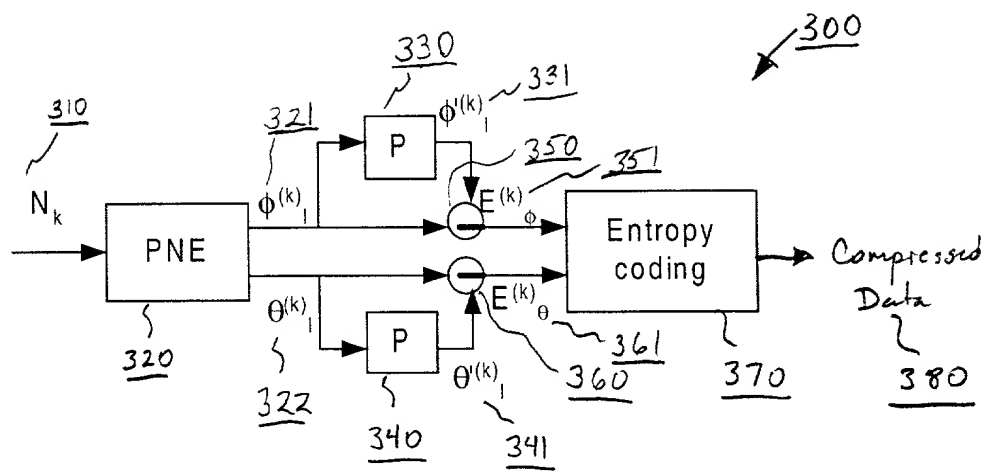 300
330
310
321
ϕ'(k)I
331
P
350
351
Nk
ϕ(k)I
E(k)ϕ
PNE
Entropy
coding
Compressed
Data
θ(k)I
E(k)θ
320
P
361
322
θ'(k)I
360
370
380
340
341